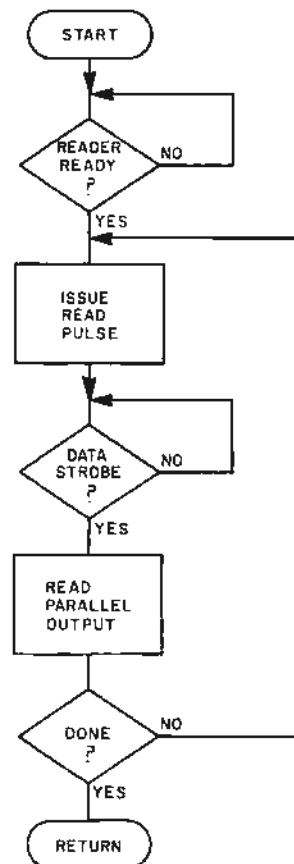 START
READER
READY
?
NO
YES
ISSUE
READ
PULSE
DATA
STROBE
?
NO
YES
READ
PARALLEL
OUTPUT
DONE
?
NO
YES
RETURN